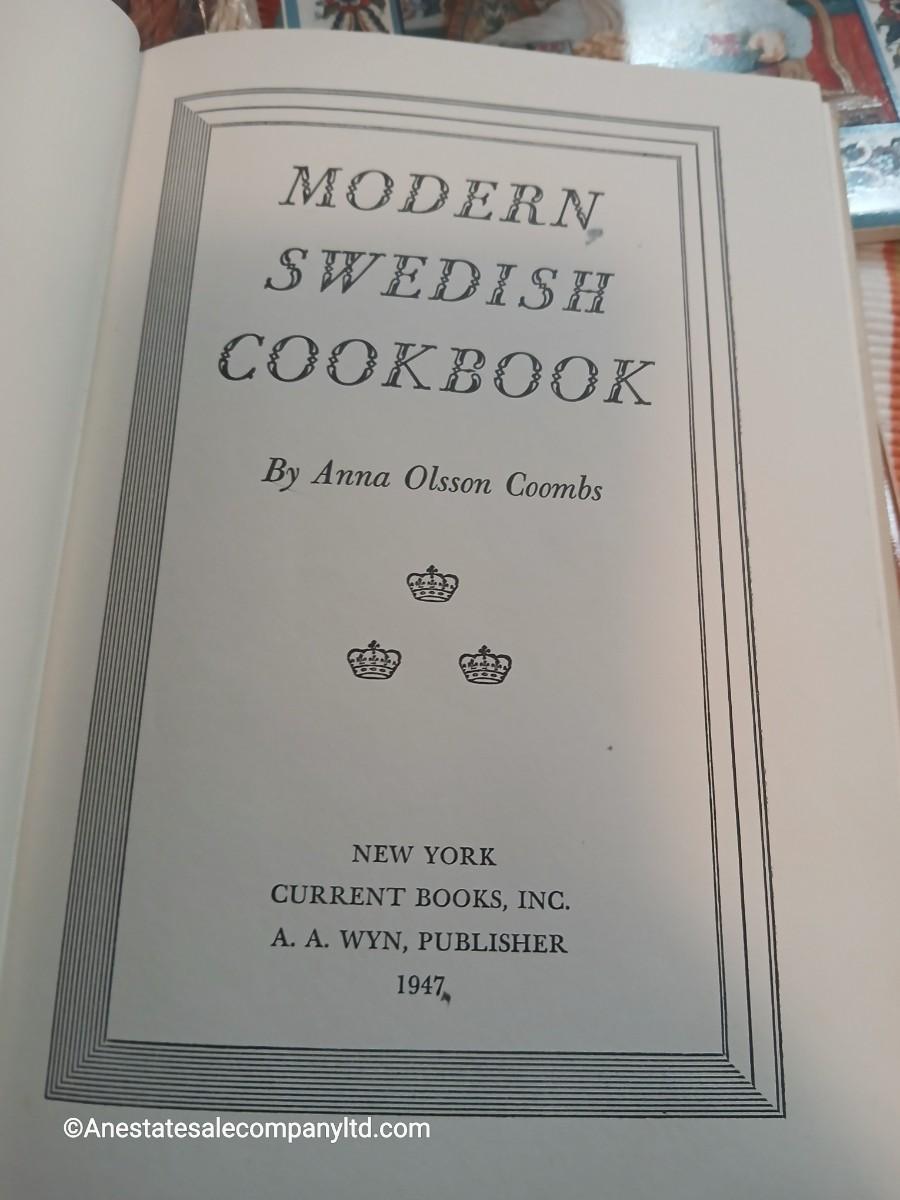 MODERN
SWEDISH
COOKBOOK
By Anna Olsson Coombs
NEW YORK
CURRENT BOOKS, INC.
A. A. WYN, PUBLISHER
1947
©Anestatesalecompanyltd.com